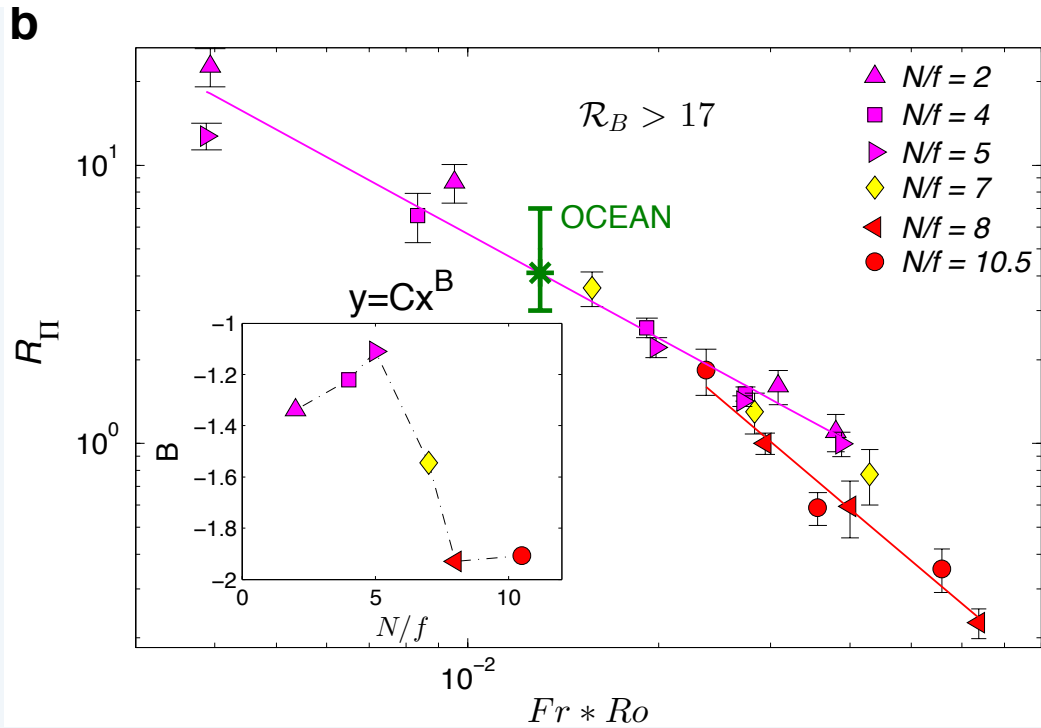 b
R_B > 17
N/f = 2
N/f = 4
N/f = 5
N/f = 7
N/f = 8
N/f = 10.5
OCEAN
10^1
10^0
R_Π
y=Cx^B
−1
−1.2
−1.4
−1.6
−1.8
−2
B
0
5
10
N/f
10^−2
Fr ∗ Ro